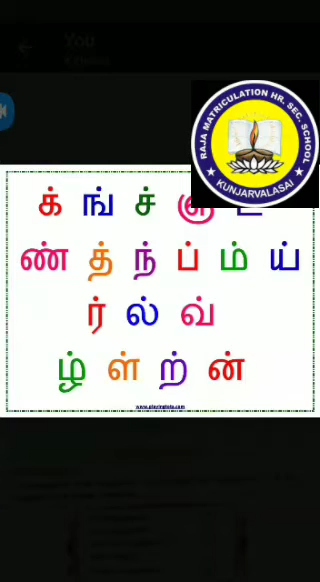 You
RAJA MATRICULATION HR. SEC. SCHOOL
KUNJARVALASAI
க் ங் ச்
ண் த் ந் ப் ம் ய்
ர் ல் வ்
ழ் ள் ற் ன்